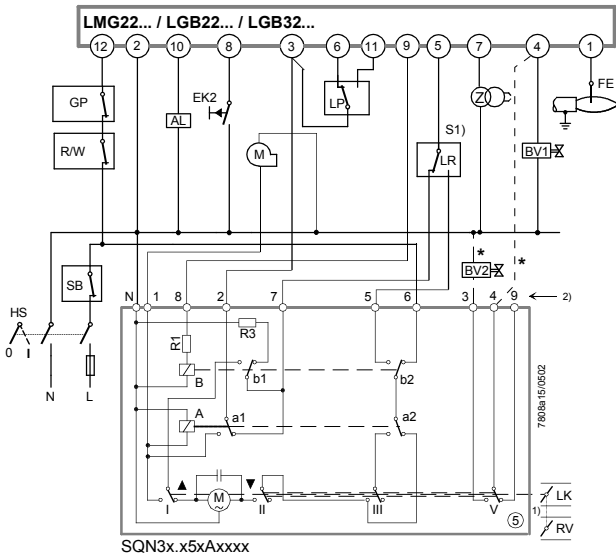 LMG22... / LGB22... / LGB32...
12 2 10 8 3 6 11 9 5 7 4 1
FE
GP
EK2
LP
Z
AL
S1)
R/W
M
LR
BV1
*
*
BV2
SB
HS
N 1 8 2 7 5 6 3 4 9 2)
0 I
R3
R1
B b1 b2
N L
A a1 a2
7808a15/0502
M
I II III V
LK
1)
5
RV
SQN3x.x5xAxxxx